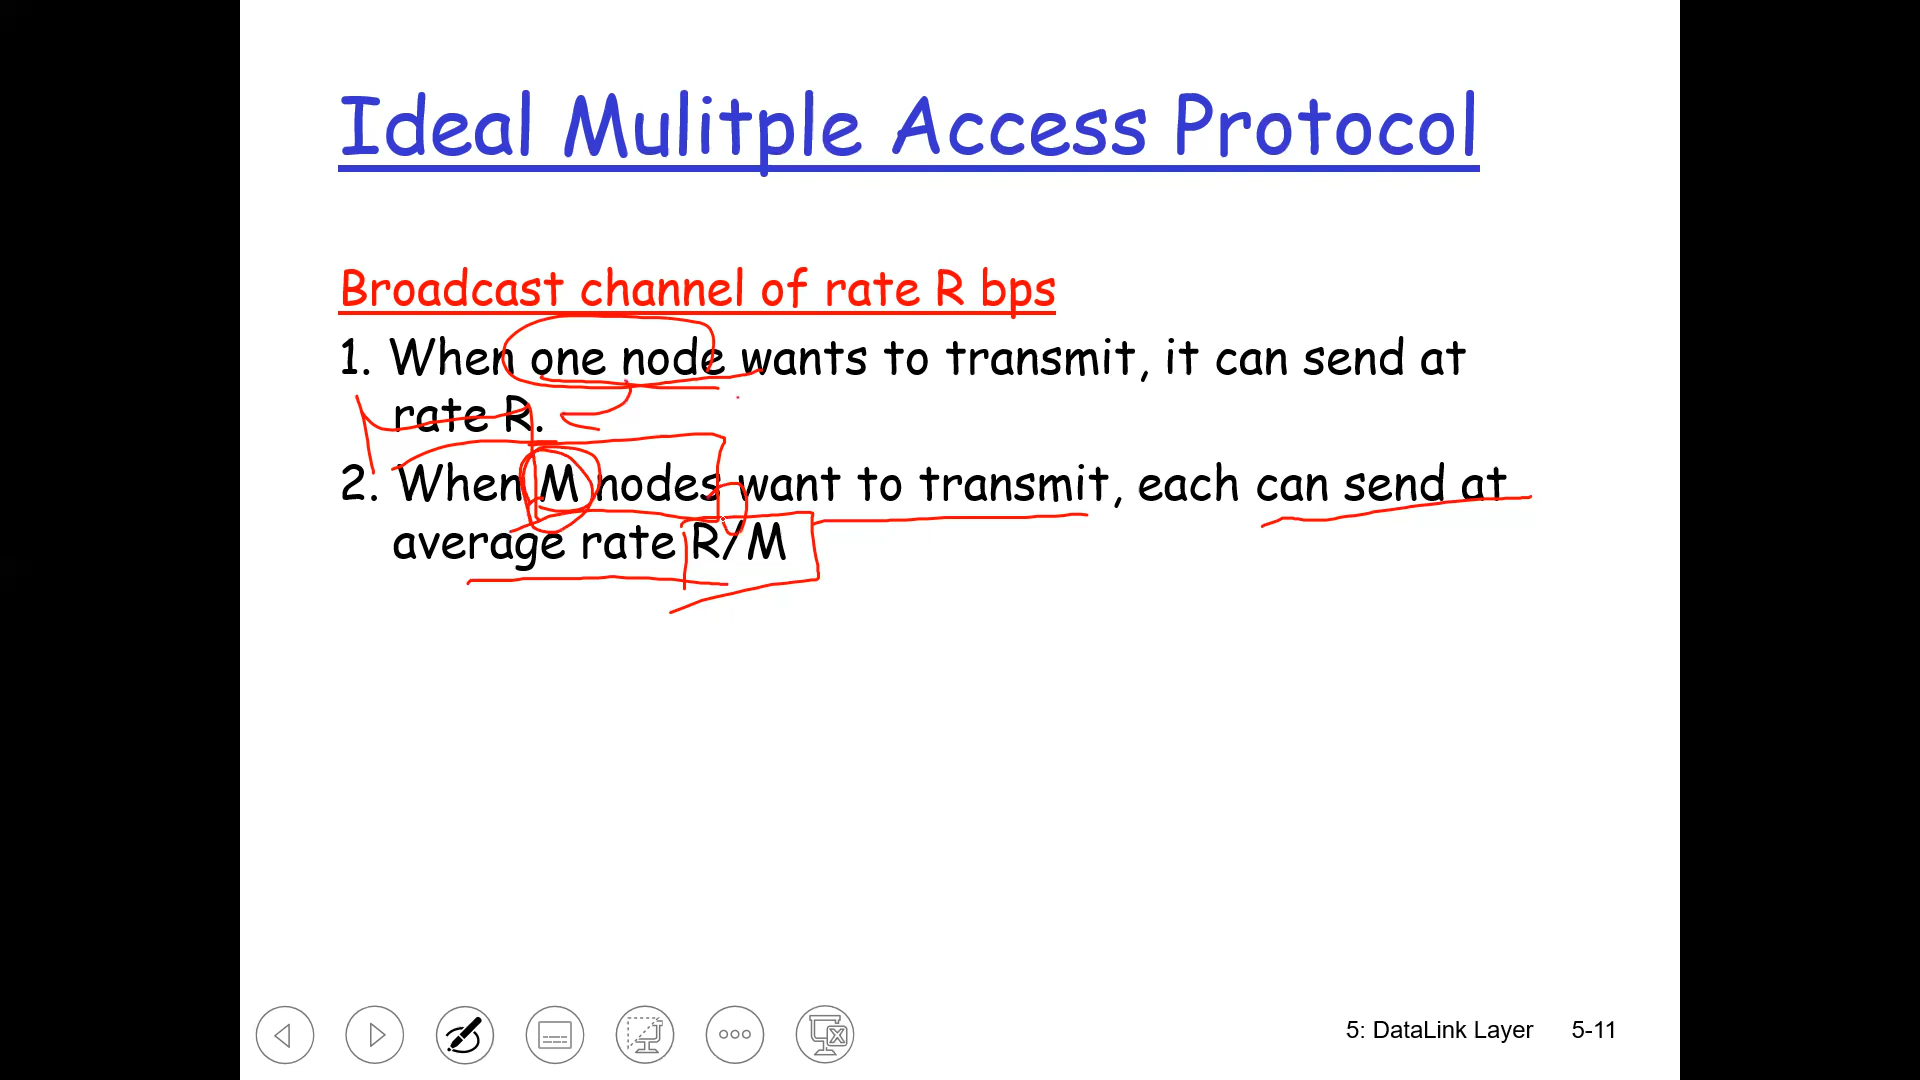 Ideal Mulitple Access Protocol
Broadcast channel of rate R bps
1. When one node wants to transmit, it can send at
rate R.
2. When M nodes want to transmit, each can send at
average rate R/M
5: DataLink Layer 5-11